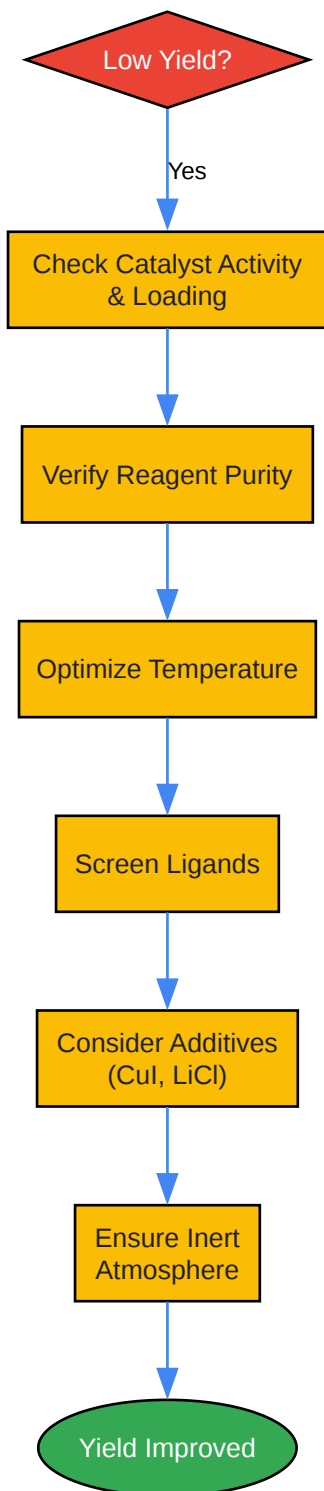 Low Yield?
Yes
Check Catalyst Activity
& Loading
Verify Reagent Purity
Optimize Temperature
Screen Ligands
Consider Additives
(CuI, LiCl)
Ensure Inert
Atmosphere
Yield Improved